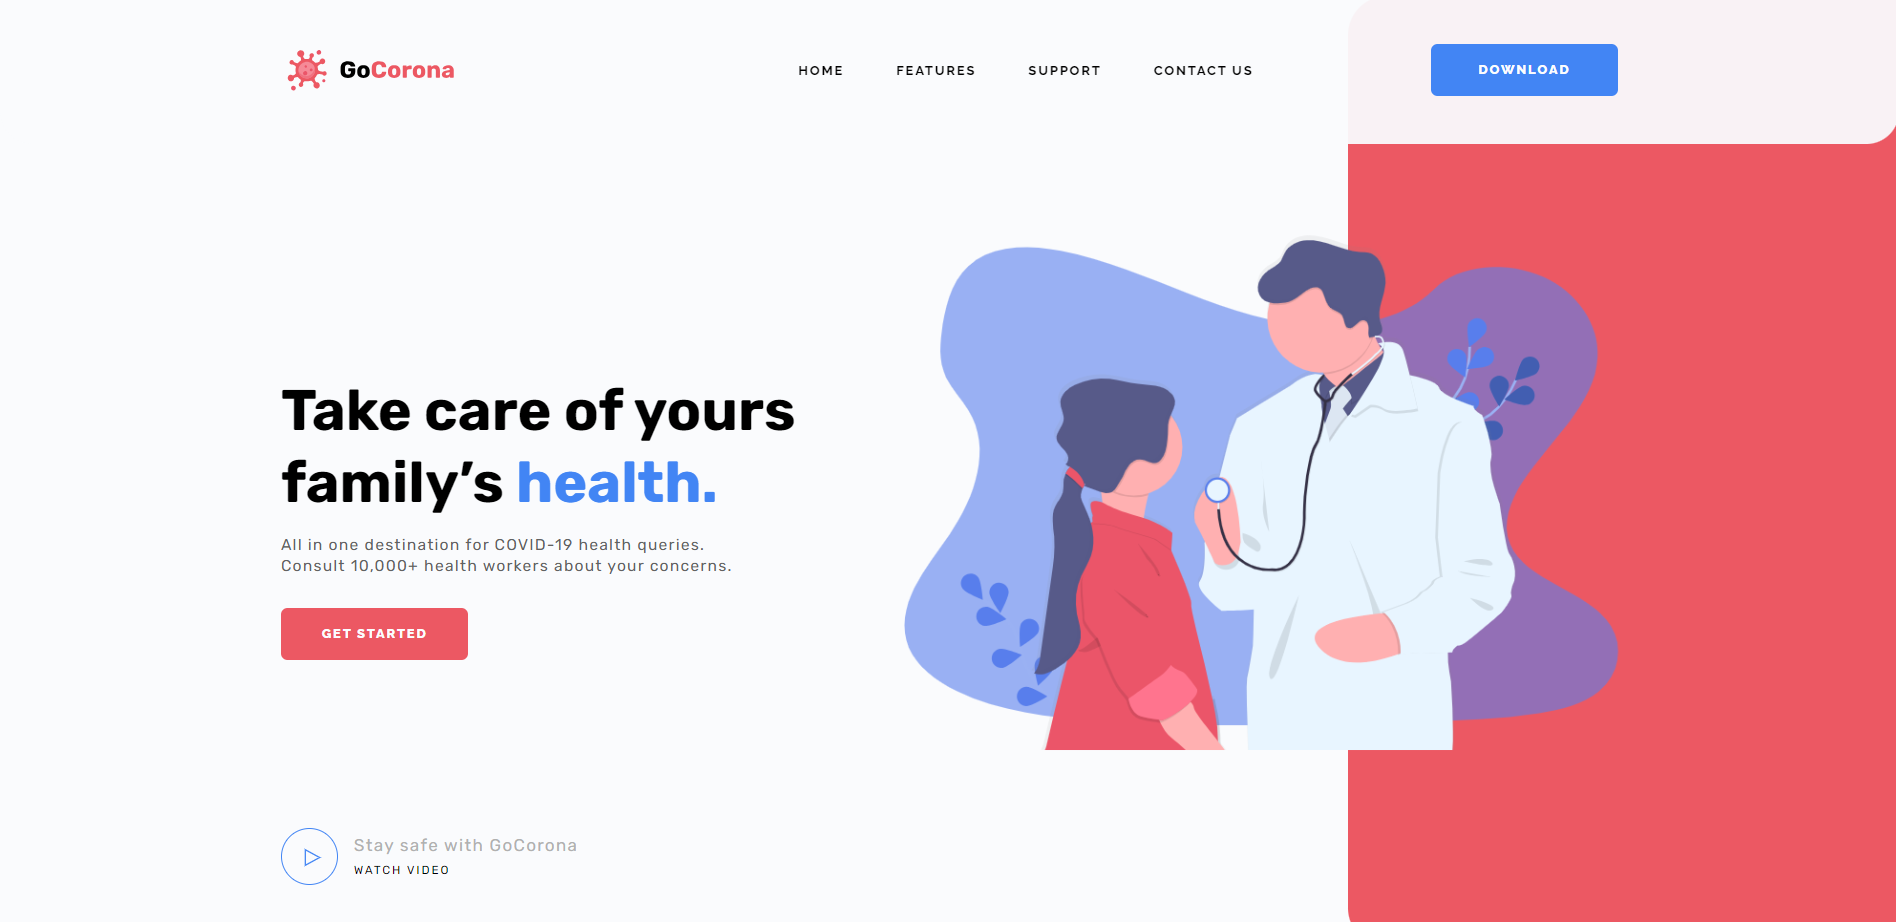 GoCorona
HOME
FEATURES
SUPPORT
CONTACT US
DOWNLOAD
Take care of yours
family’s health.
All in one destination for COVID-19 health queries.
Consult 10,000+ health workers about your concerns.
GET STARTED
Stay safe with GoCorona
WATCH VIDEO